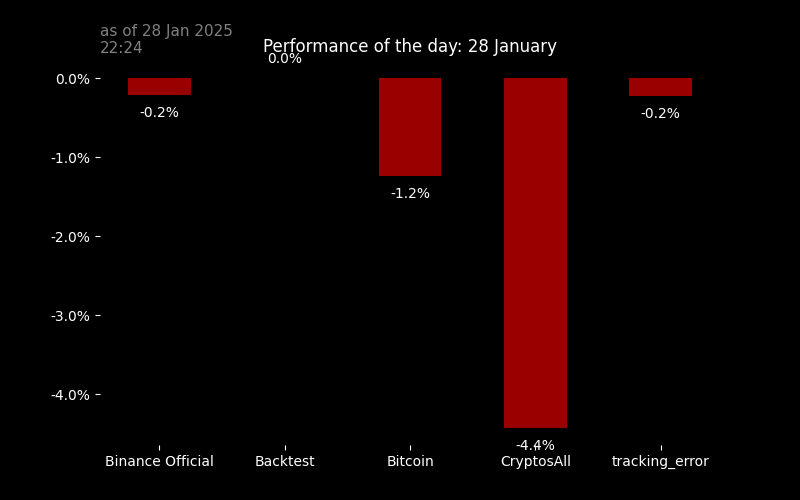 as of 28 Jan 2025
22:24
Performance of the day: 28 January
0.0%
0.0%
-0.2%
-0.2%
-1.0%
-1.2%
-2.0%
-3.0%
-4.0%
-4.4%
Binance Official
Backtest
Bitcoin
CryptosAll
tracking_error